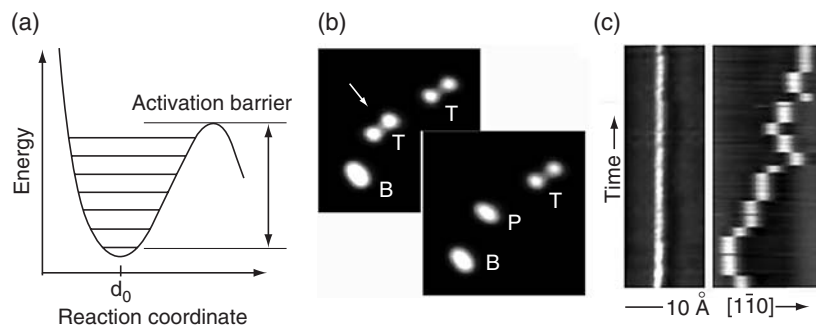 (a)
Activation barrier
Energy
d₀
Reaction coordinate
(b)
T
T
B
T
P
B
(c)
Time
10 Å
[11̄0]